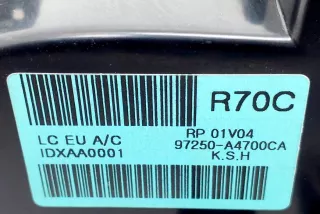 R70C
LC EU A/C
IDXAA0001
RP 01V04
97250-A4700CA
K.S.H